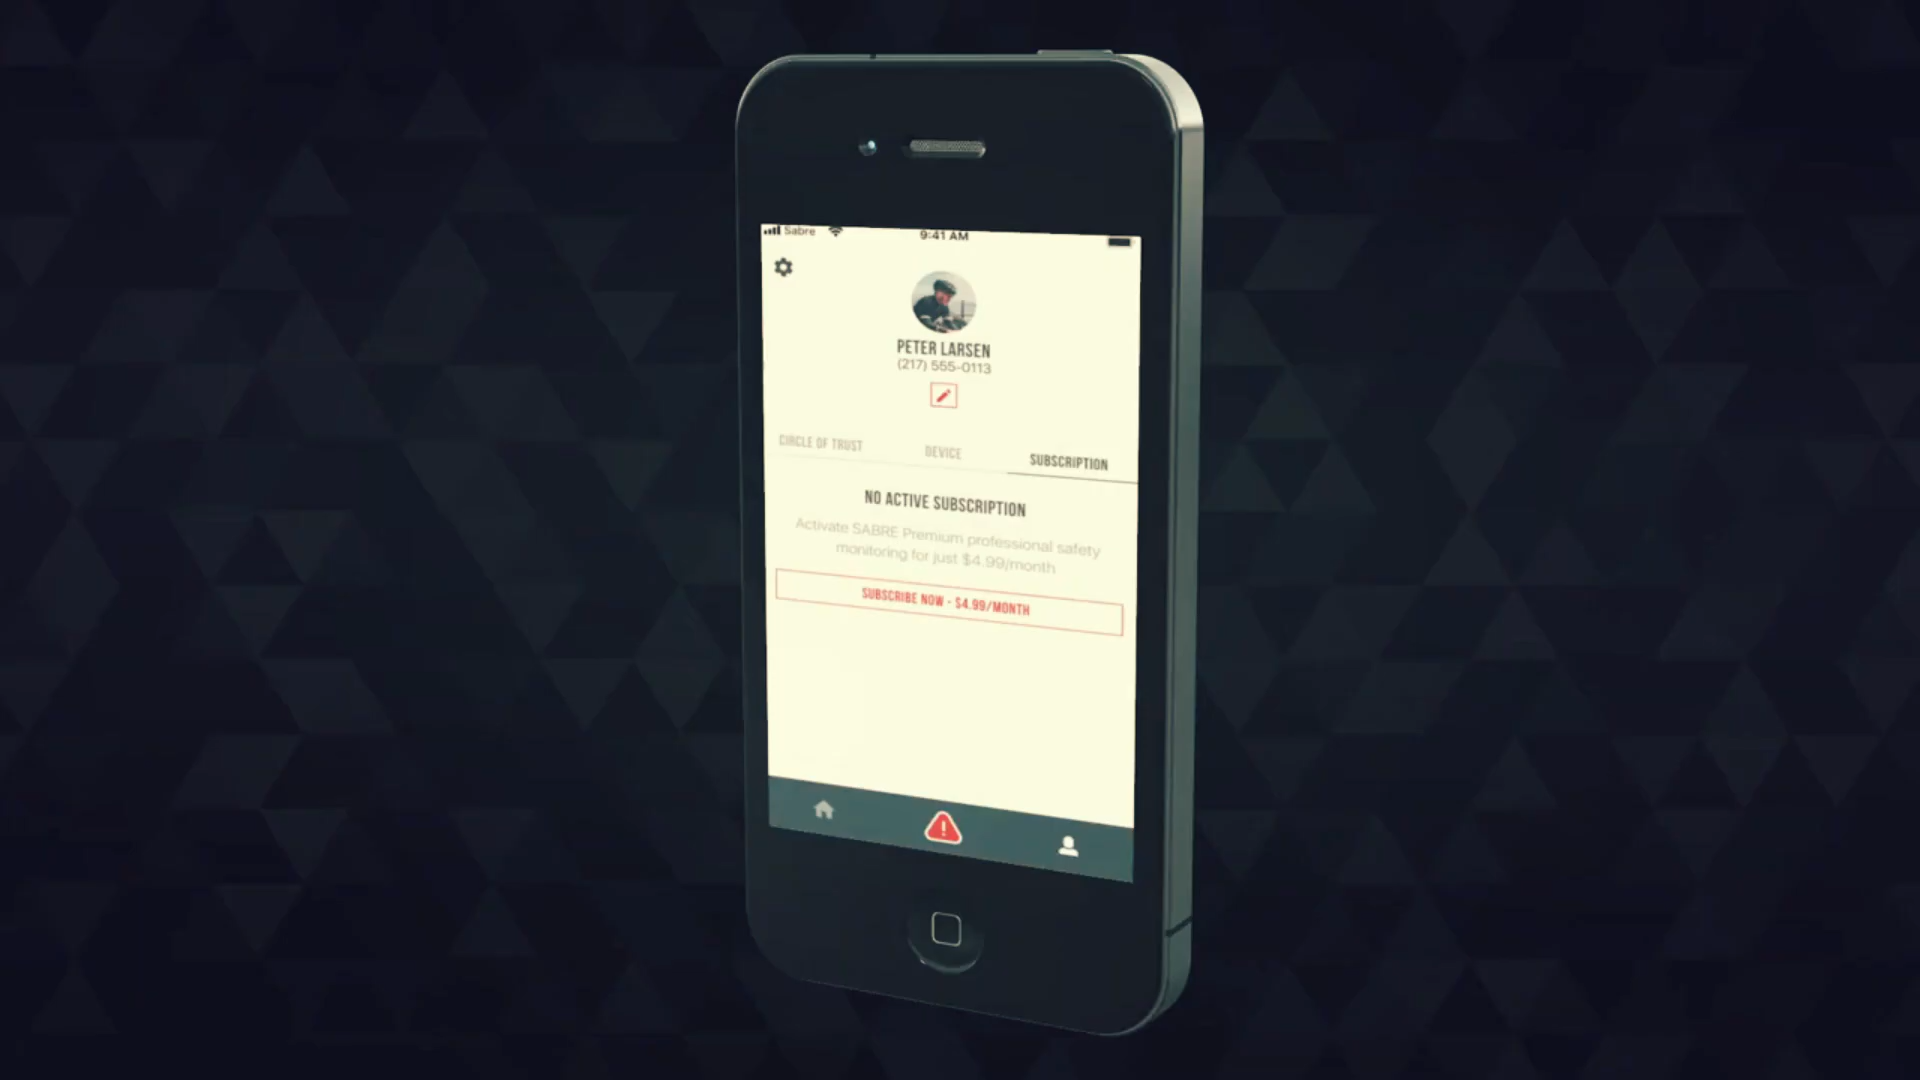 Sabre
9:41 AM
PETER LARSEN
(217) 555-0113
CIRCLE OF TRUST
DEVICE
SUBSCRIPTION
NO ACTIVE SUBSCRIPTION
Activate SABRE Premium professional safety
monitoring for just $4.99/month
SUBSCRIBE NOW - $4.99/MONTH